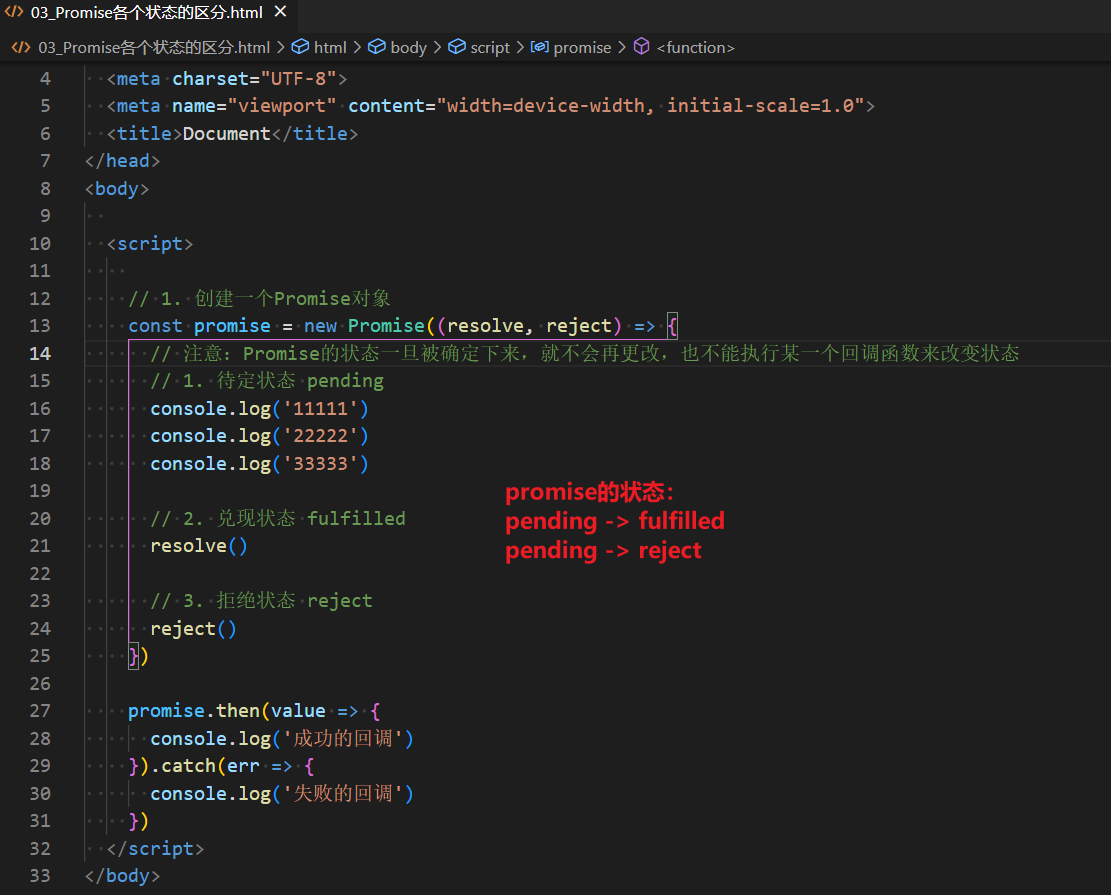 03_Promise各个状态的区分.html
03_Promise各个状态的区分.html > html > body > script > promise > <function>
4 <meta charset="UTF-8">
5 <meta name="viewport" content="width=device-width, initial-scale=1.0">
6 <title>Document</title>
7 </head>
8 <body>
9
10 <script>
11
12 // 1. 创建一个Promise对象
13 const promise = new Promise((resolve, reject) => {
14 // 注意: Promise的状态一旦被确定下来, 就不会再更改, 也不能执行某一个回调函数来改变状态
15 // 1. 待定状态 pending
16 console.log('11111')
17 console.log('22222')
18 console.log('33333')
19
20 // 2. 兑现状态 fulfilled
21 resolve()
22
23 // 3. 拒绝状态 reject
24 reject()
25 })
26
27 promise.then(value => {
28 console.log('成功的回调')
29 }).catch(err => {
30 console.log('失败的回调')
31 })
32 </script>
33 </body>
promise的状态:
pending -> fulfilled
pending -> reject